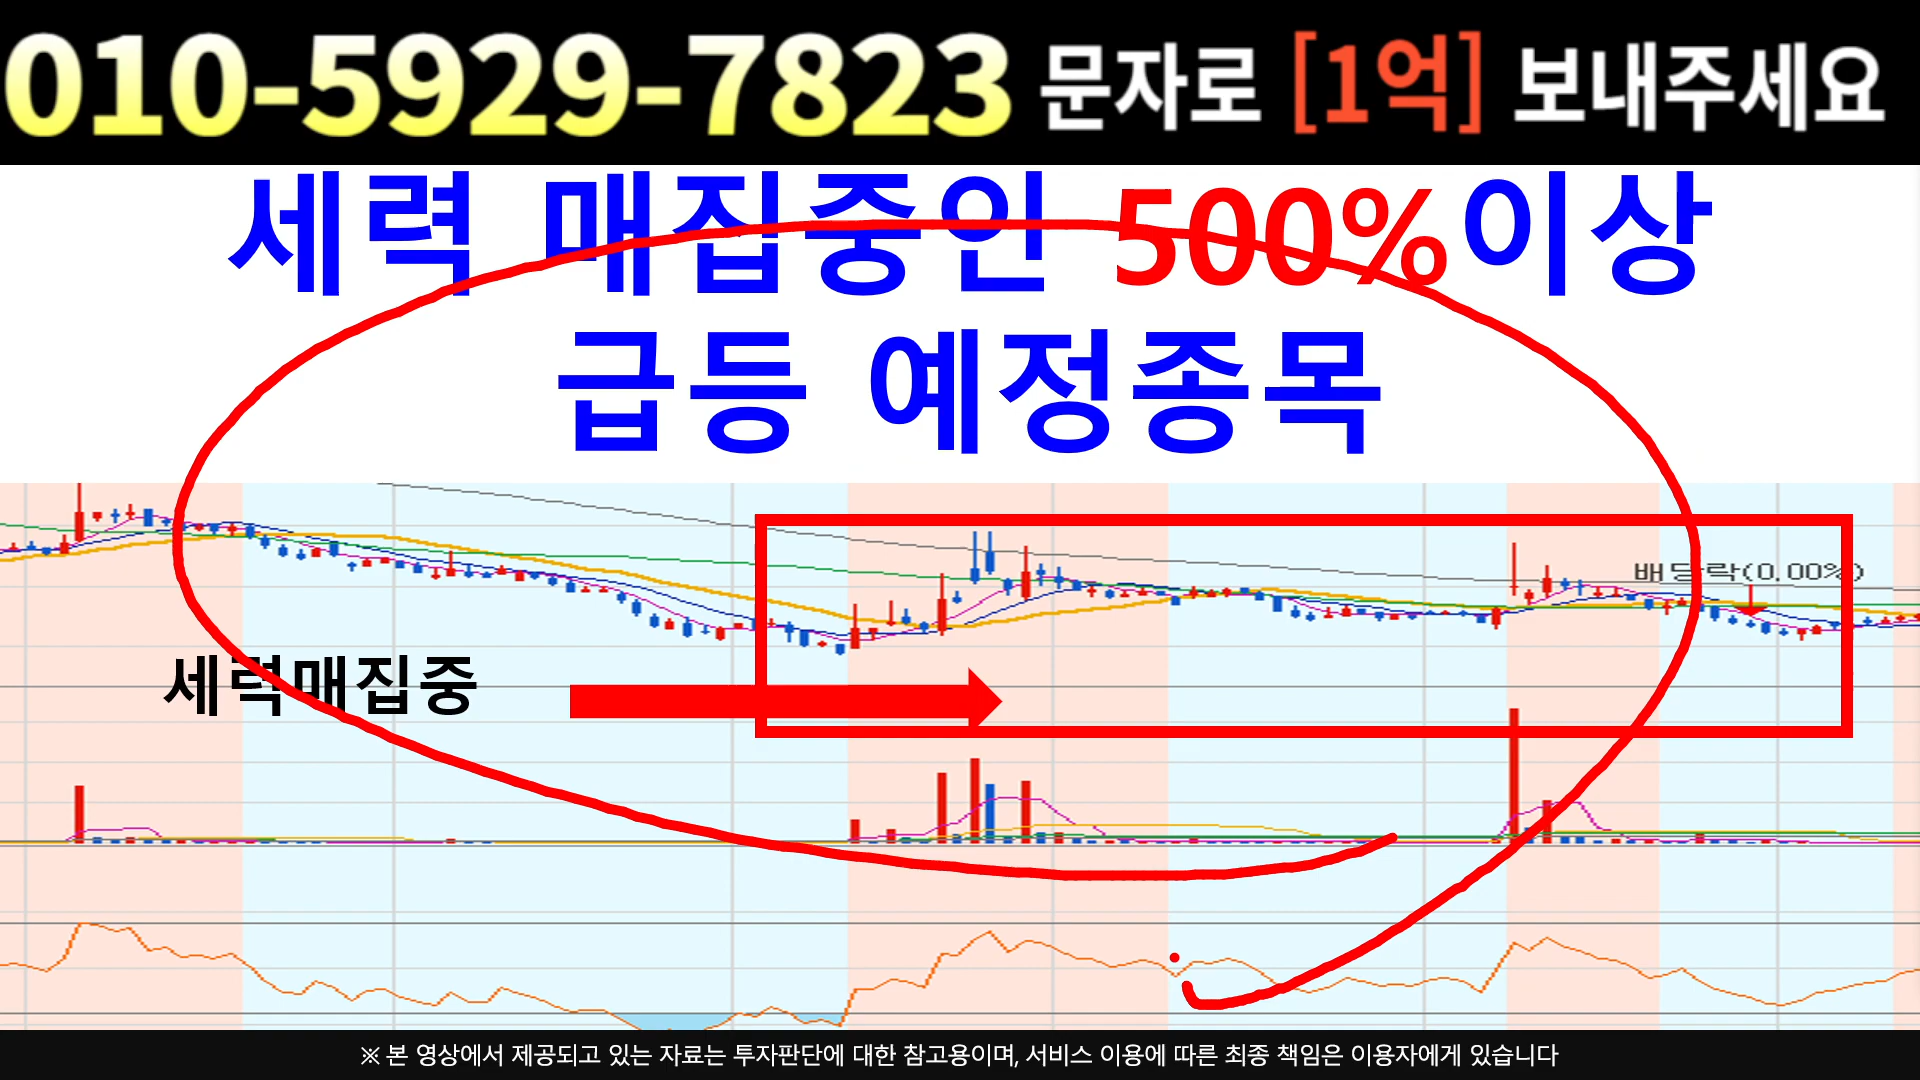 010-5929-7823 문자로 [1억] 보내주세요
세력 매집중인 500%이상
급등 예정종목
배당락(0.00%)
세력매집중
※ 본 영상에서 제공되고 있는 자료는 투자판단에 대한 참고용이며, 서비스 이용에 따른 최종 책임은 이용자에게 있습니다